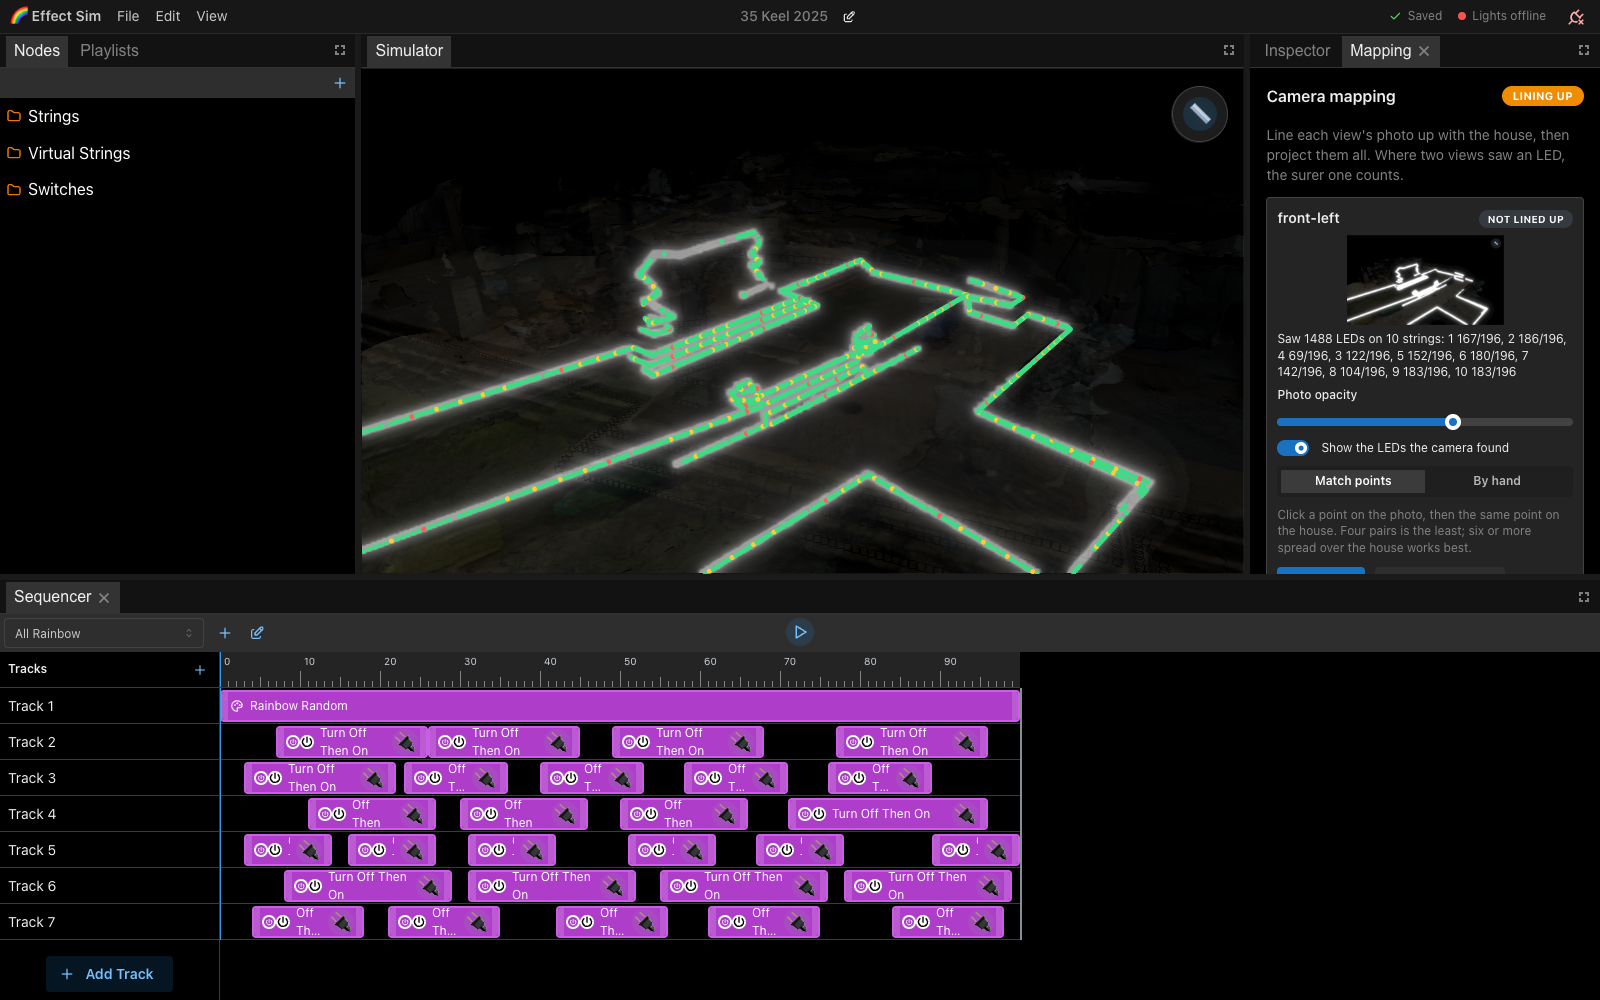 Effect Sim File Edit View
35 Keel 2025
Saved Lights offline
Nodes Playlists
Strings
Virtual Strings
Switches
Simulator
Inspector Mapping
Camera mapping LINING UP
Line each view's photo up with the house, then
project them all. Where two views saw an LED,
the surer one counts.
front-left NOT LINED UP
Saw 1488 LEDs on 10 strings: 1 167/196, 2 186/196,
4 69/196, 3 122/196, 5 152/196, 6 180/196, 7
142/196, 8 104/196, 9 183/196, 10 183/196
Photo opacity
Show the LEDs the camera found
Match points By hand
Click a point on the photo, then the same point on
the house. Four pairs is the least; six or more
spread over the house works best.
Sequencer
All Rainbow
Tracks 0 10 20 30 40 50 60 70 80 90
Track 1 Rainbow Random
Track 2 Turn Off Turn Off Turn Off Turn Off
Then On Then On Then On Then On
Track 3 Turn Off Off Off Off Off
Then On T... T... T... T...
Track 4 Off Off Off Turn Off Then On
Then Then Then
Track 5
Track 6 Turn Off Then Turn Off Then Turn Off Then Turn Off Then
On On On On
Track 7 Off Off Off Off Off
Th... Th... Th... Th... Th...
Add Track